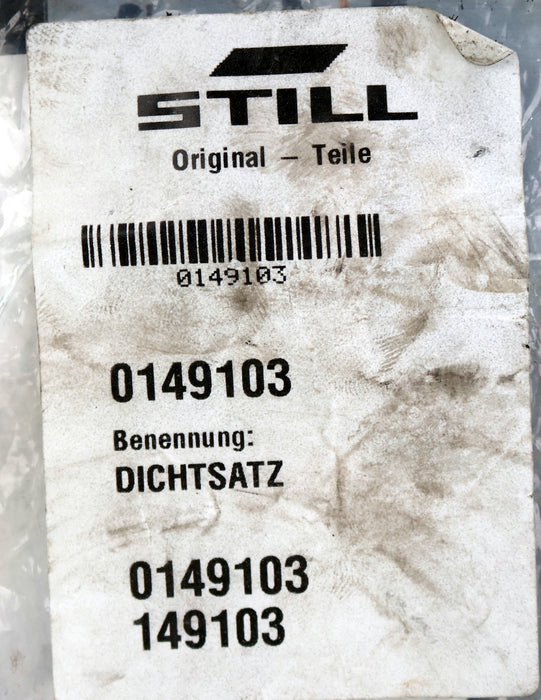 STILL
Original – Teile
0149103
0149103
Benennung:
DICHTSATZ
0149103
149103